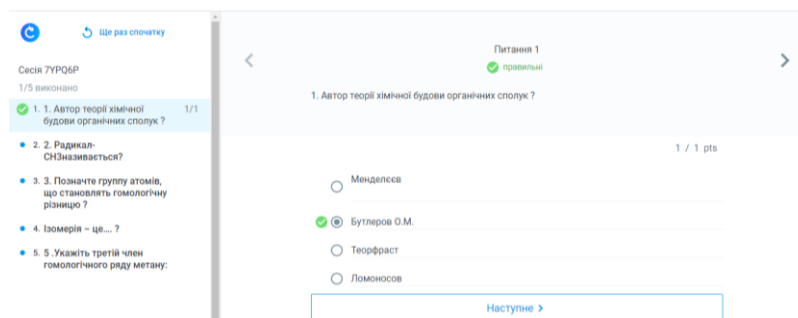 Ще раз спочатку
Сесія 7YPQ6P
1/5 виконано
1. 1. Автор теорії хімічної 1/1
будови органічних сполук ?
2. 2. Радикал-
СН3називається?
3. 3. Позначте группу атомів,
що становлять гомологічну
різницю ?
4. Ізомерія – це.... ?
5. 5 .Укажіть третій член
гомологічного ряду метану:
Питання 1
правильні
1. Автор теорії хімічної будови органічних сполук ?
1 / 1 pts
Менделєєв
Бутлеров О.М.
Теорфраст
Ломоносов
Наступне >